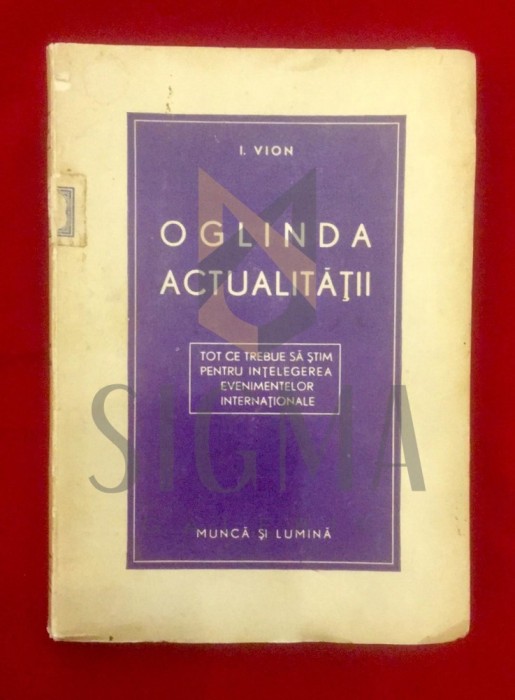 I. VION
OGLINDA
ACTUALITĂŢII
TOT CE TREBUE SĂ ŞTIM
PENTRU INŢELEGEREA
EVENIMENTELOR
INTERNAŢIONALE
SIGMA
MUNCĂ ŞI LUMINĂ